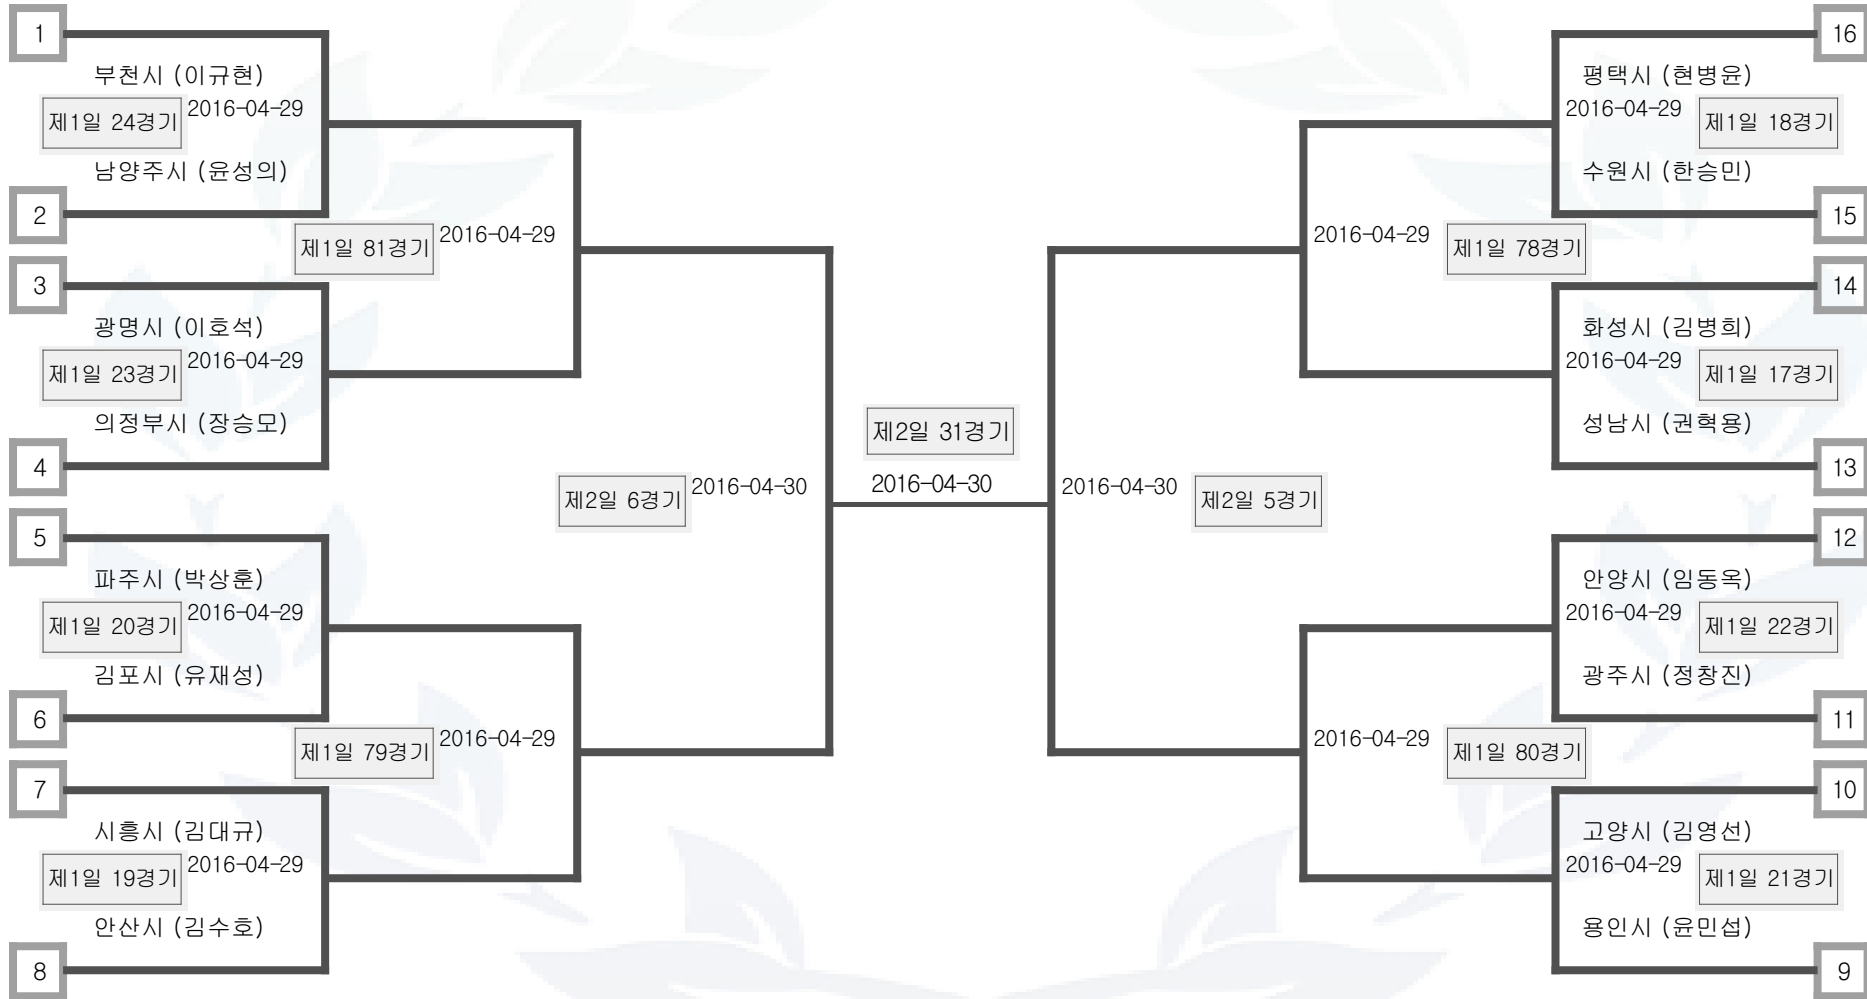 1
부천시 (이규현)
제1일 24경기 2016-04-29
남양주시 (윤성의)
2
제1일 81경기 2016-04-29
3
광명시 (이호석)
제1일 23경기 2016-04-29
의정부시 (장승모)
4
제2일 6경기 2016-04-30
5
파주시 (박상훈)
제1일 20경기 2016-04-29
김포시 (유재성)
6
제1일 79경기 2016-04-29
7
시흥시 (김대규)
제1일 19경기 2016-04-29
안산시 (김수호)
8
제2일 31경기
2016-04-30
16
평택시 (현병윤)
2016-04-29 제1일 18경기
수원시 (한승민)
15
2016-04-29 제1일 78경기
14
화성시 (김병희)
2016-04-29 제1일 17경기
성남시 (권혁용)
13
2016-04-30 제2일 5경기
12
안양시 (임동옥)
2016-04-29 제1일 22경기
광주시 (정창진)
11
2016-04-29 제1일 80경기
10
고양시 (김영선)
2016-04-29 제1일 21경기
용인시 (윤민섭)
9